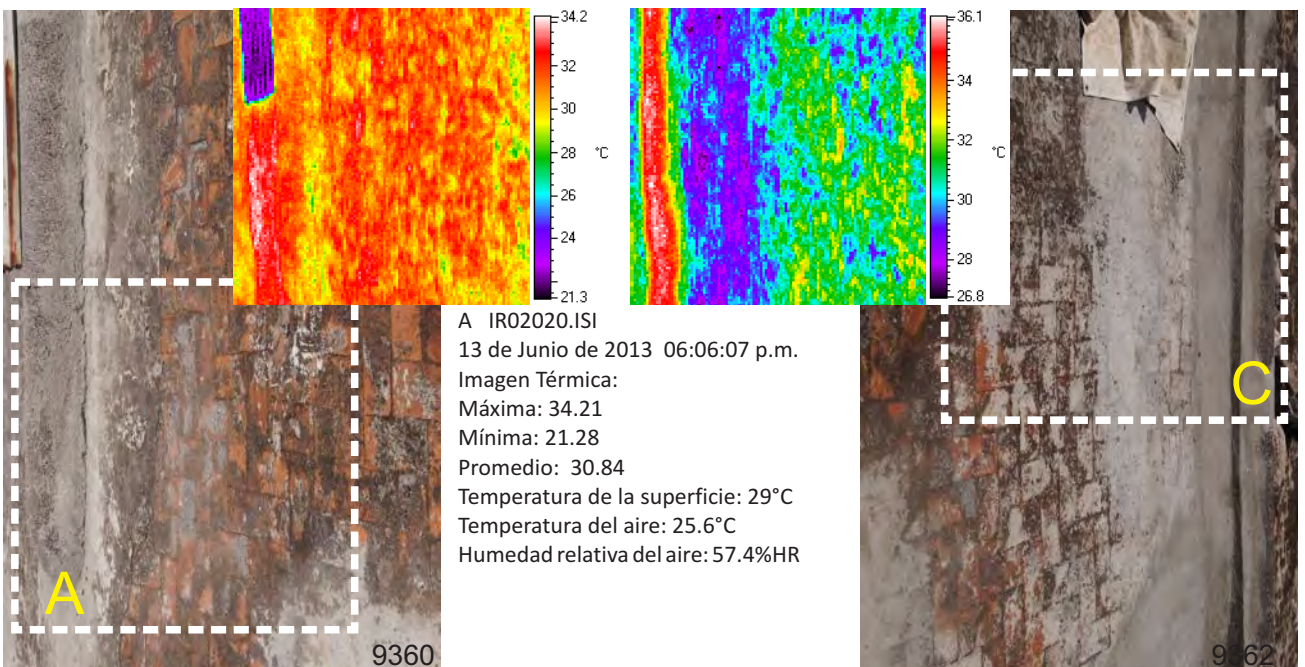 34.2
32
30
28
°C
26
24
21.3
36.1
34
32
°C
30
28
26.8
A IR02020.ISI
13 de Junio de 2013 06:06:07 p.m.
Imagen Térmica:
Máxima: 34.21
Mínima: 21.28
Promedio: 30.84
Temperatura de la superficie: 29°C
Temperatura del aire: 25.6°C
Humedad relativa del aire: 57.4%HR
A
9360
C
9362